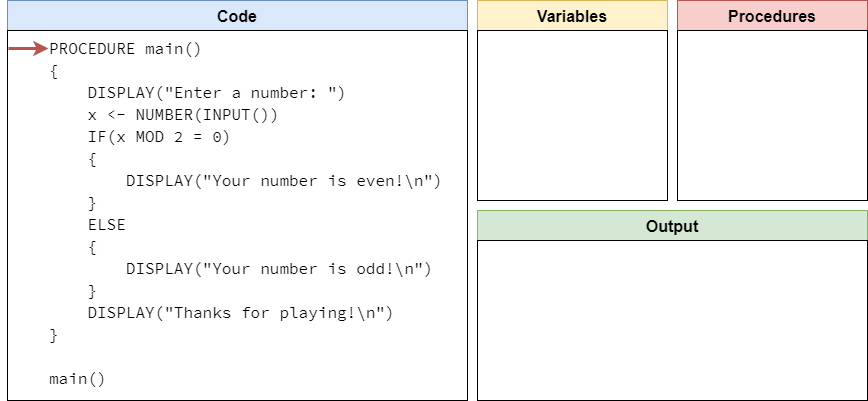 Code
PROCEDURE main()
{
    DISPLAY("Enter a number: ")
    x <- NUMBER(INPUT())
    IF(x MOD 2 = 0)
    {
        DISPLAY("Your number is even!\n")
    }
    ELSE
    {
        DISPLAY("Your number is odd!\n")
    }
    DISPLAY("Thanks for playing!\n")
}
main()
Variables
Procedures
Output